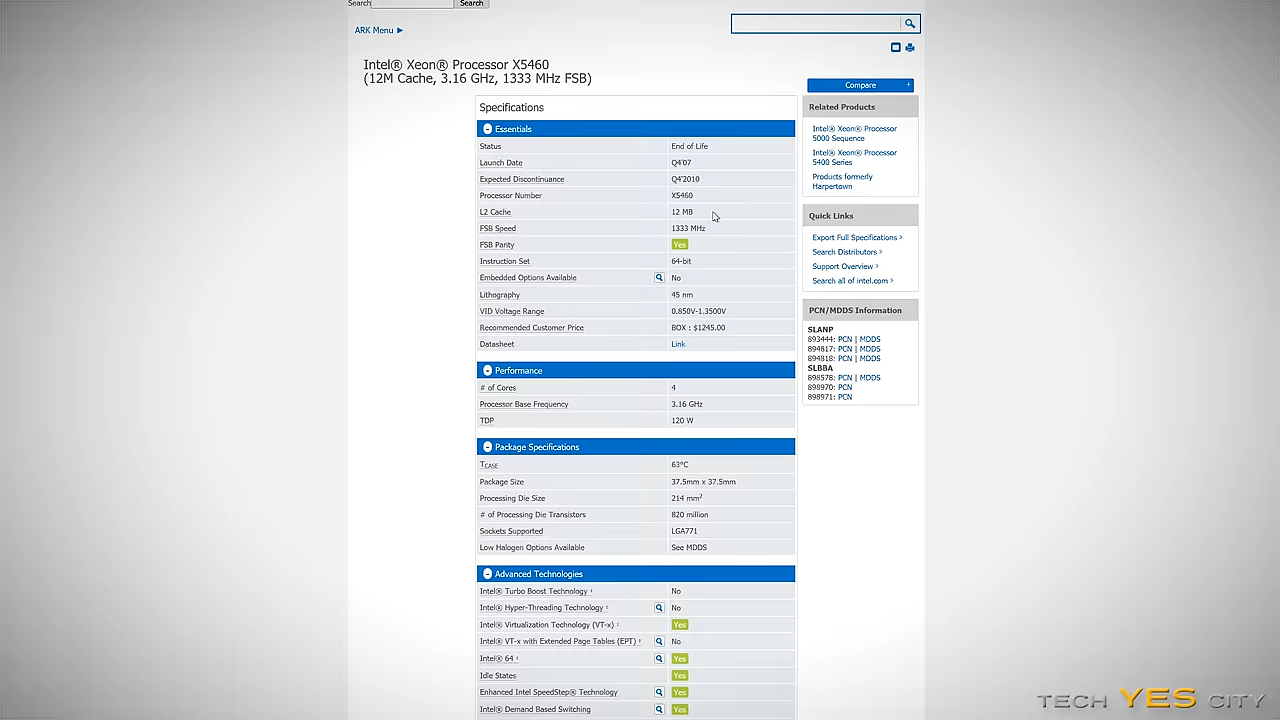 Search Search
ARK Menu ►
Intel® Xeon® Processor X5460
(12M Cache, 3.16 GHz, 1333 MHz FSB)
Compare +
Specifications
Essentials
Status End of Life
Launch Date Q4'07
Expected Discontinuance Q4'2010
Processor Number X5460
L2 Cache 12 MB
FSB Speed 1333 MHz
FSB Parity Yes
Instruction Set 64-bit
Embedded Options Available No
Lithography 45 nm
VID Voltage Range 0.850V-1.3500V
Recommended Customer Price BOX : $1245.00
Datasheet Link
Performance
# of Cores 4
Processor Base Frequency 3.16 GHz
TDP 120 W
Package Specifications
TCASE 63°C
Package Size 37.5mm x 37.5mm
Processing Die Size 214 mm²
# of Processing Die Transistors 820 million
Sockets Supported LGA771
Low Halogen Options Available See MDDS
Advanced Technologies
Intel® Turbo Boost Technology ‡ No
Intel® Hyper-Threading Technology ‡ No
Intel® Virtualization Technology (VT-x) ‡ Yes
Intel® VT-x with Extended Page Tables (EPT) ‡ No
Intel® 64 ‡ Yes
Idle States Yes
Enhanced Intel SpeedStep® Technology Yes
Intel® Demand Based Switching Yes
Related Products
Intel® Xeon® Processor
5000 Sequence
Intel® Xeon® Processor
5400 Series
Products formerly
Harpertown
Quick Links
Export Full Specifications >
Search Distributors >
Support Overview >
Search all of intel.com >
PCN/MDDS Information
SLANP
893444: PCN | MDDS
894817: PCN | MDDS
894818: PCN | MDDS
SLBBA
898578: PCN | MDDS
898970: PCN
898971: PCN
TECH YES CITY